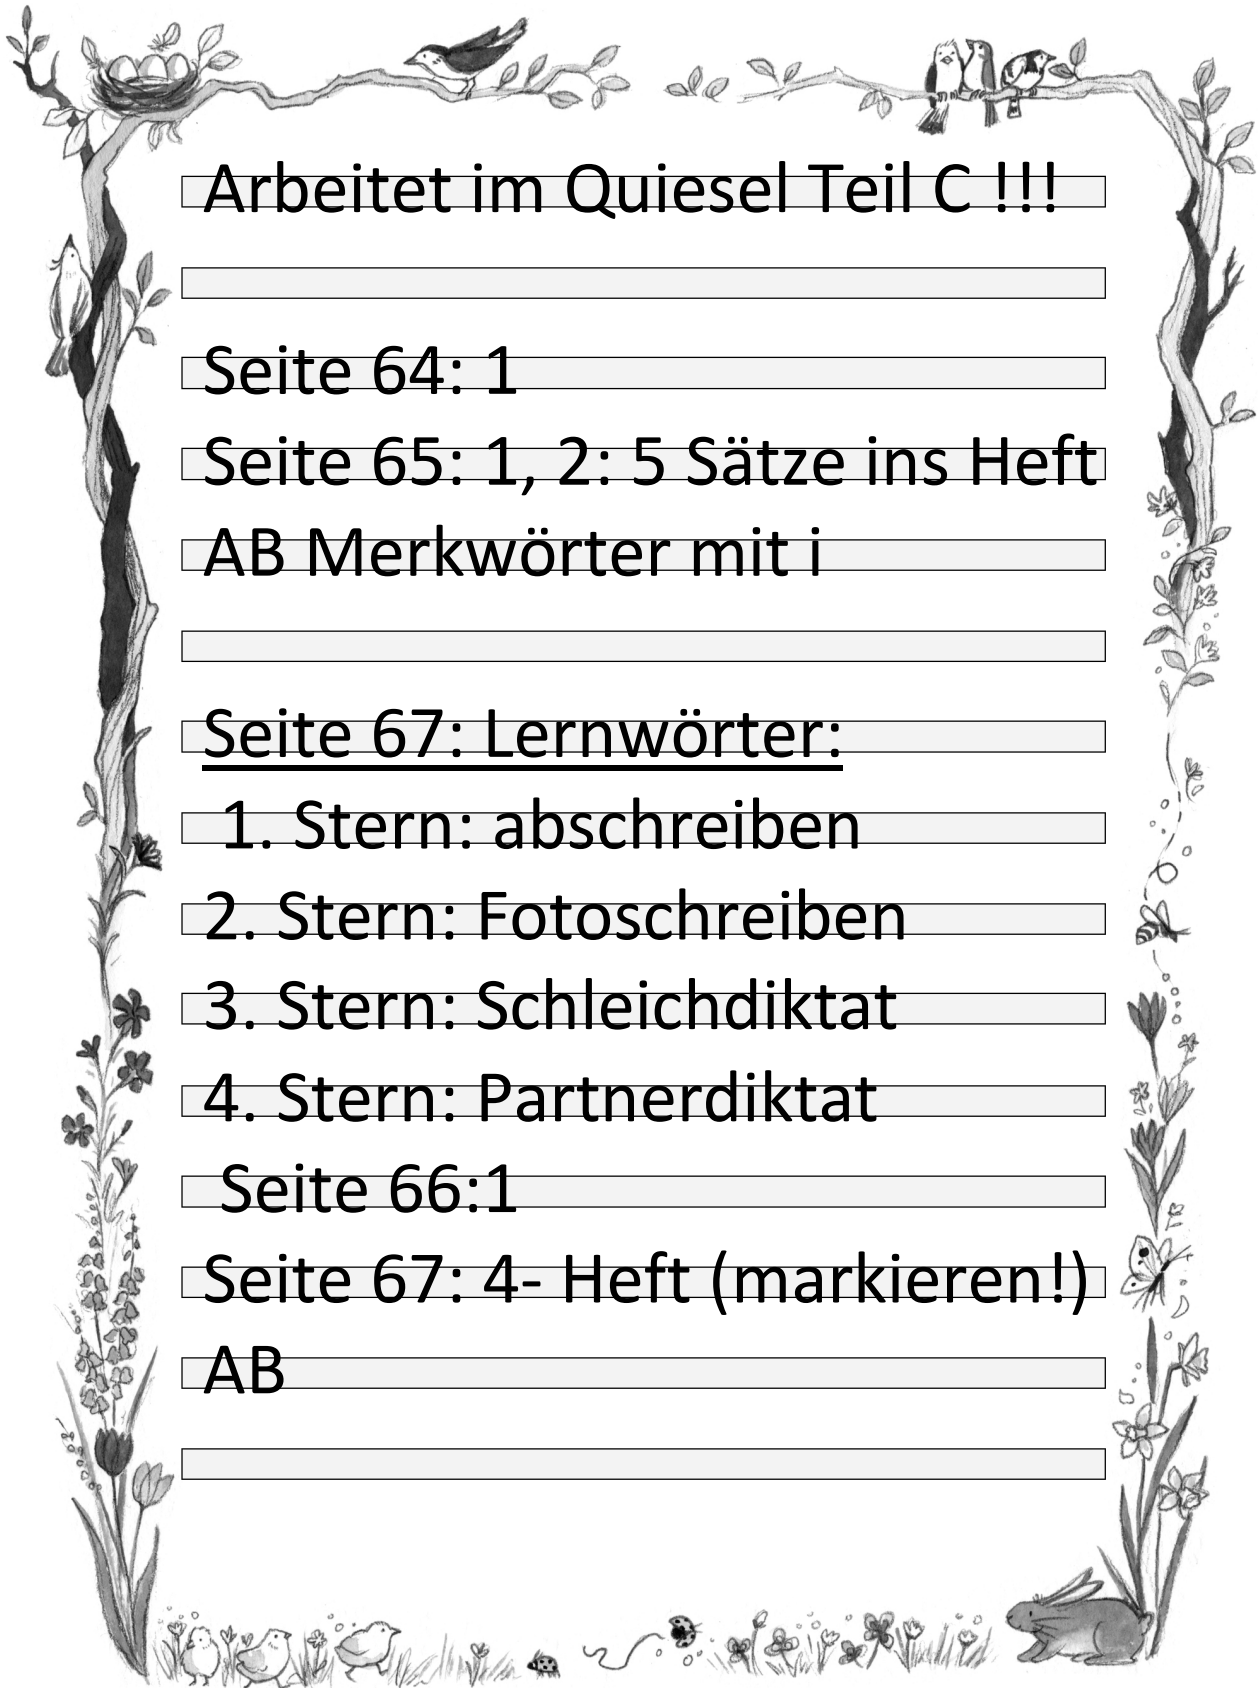 Arbeitet im Quiesel Teil C !!!
Seite 64: 1
Seite 65: 1, 2: 5 Sätze ins Heft
AB Merkwörter mit i
Seite 67: Lernwörter:
1. Stern: abschreiben
2. Stern: Fotoschreiben
3. Stern: Schleichdiktat
4. Stern: Partnerdiktat
Seite 66:1
Seite 67: 4- Heft (markieren!)
AB